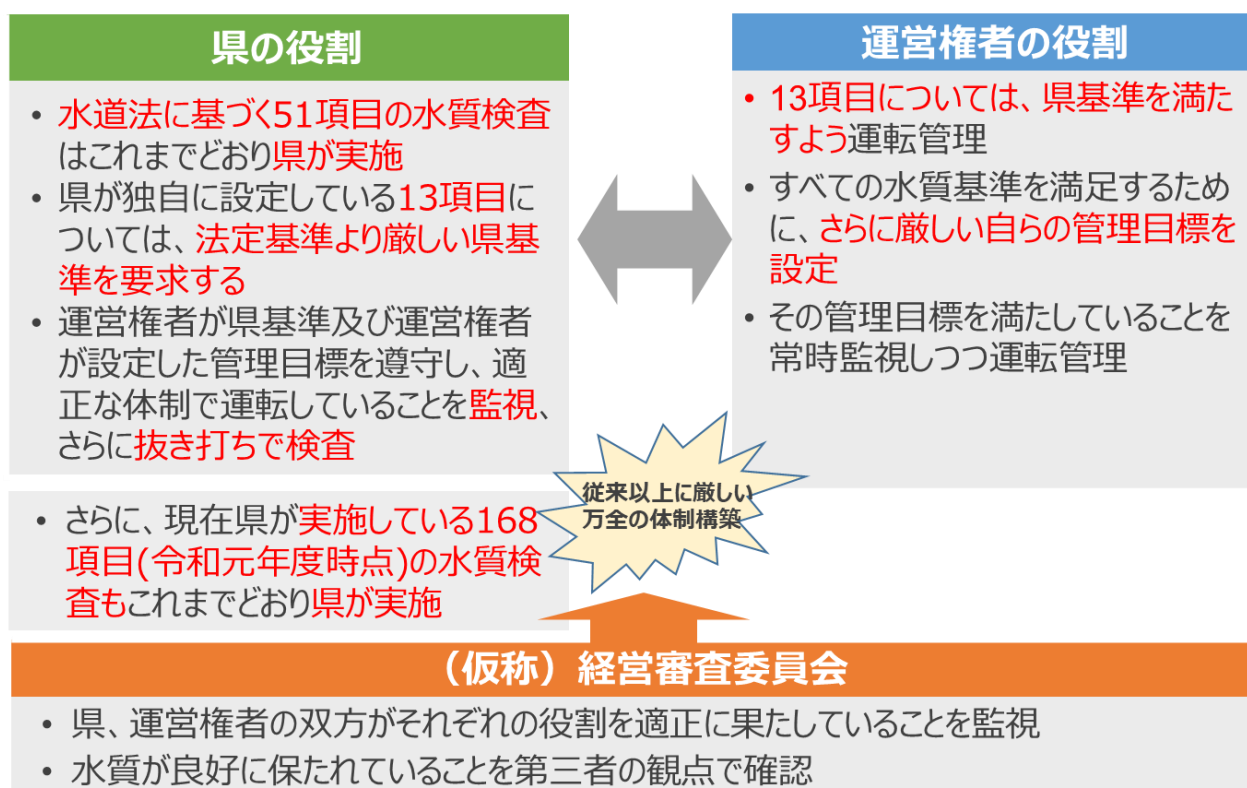 県の役割
• 水道法に基づく51項目の水質検査
はこれまでどおり県が実施
• 県が独自に設定している13項目に
ついては、法定基準より厳しい県基
準を要求する
• 運営権者が県基準及び運営権者
が設定した管理目標を遵守し、適
正な体制で運転していることを監視、
さらに抜き打ちで検査
• さらに、現在県が実施している168
項目(令和元年度時点)の水質検
査もこれまでどおり県が実施
運営権者の役割
• 13項目については、県基準を満た
すよう運転管理
• すべての水質基準を満足するため
に、さらに厳しい自らの管理目標を
設定
• その管理目標を満たしていることを
常時監視しつつ運転管理
従来以上に厳しい
万全の体制構築
（仮称）経営審査委員会
• 県、運営権者の双方がそれぞれの役割を適正に果たしていることを監視
• 水質が良好に保たれていることを第三者の観点で確認